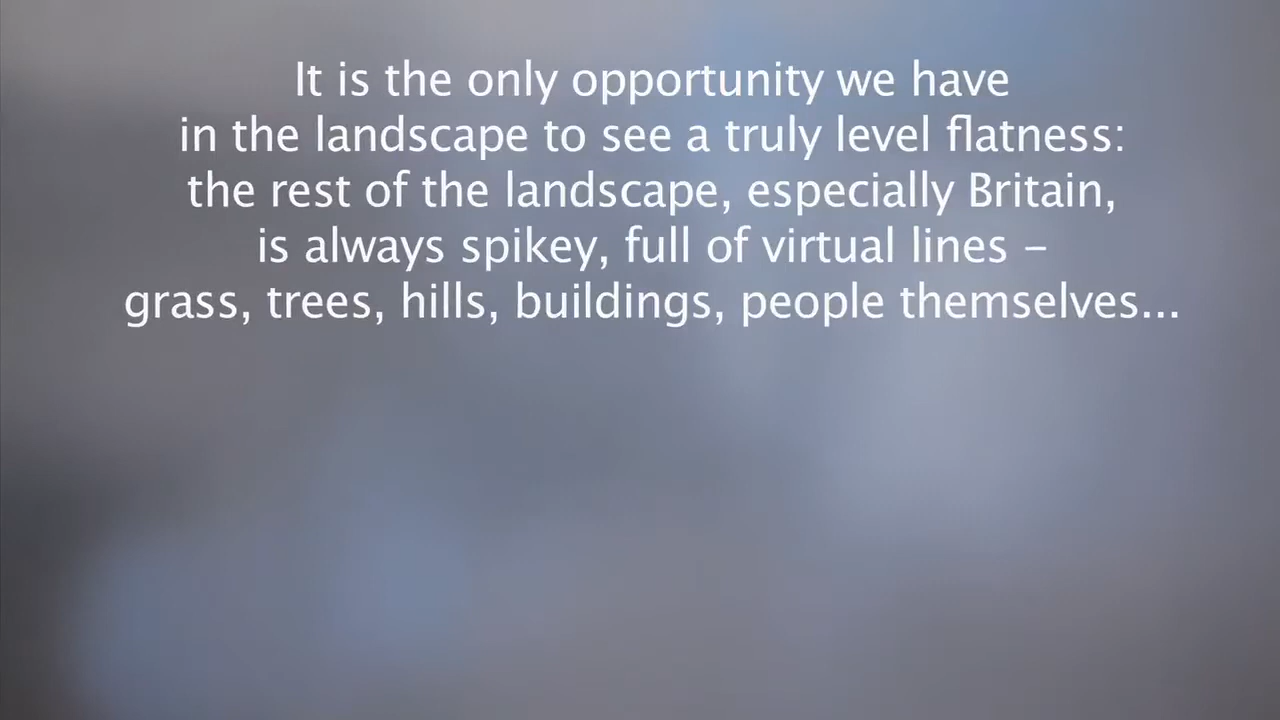 It is the only opportunity we have
in the landscape to see a truly level flatness:
the rest of the landscape, especially Britain,
is always spikey, full of virtual lines –
grass, trees, hills, buildings, people themselves...